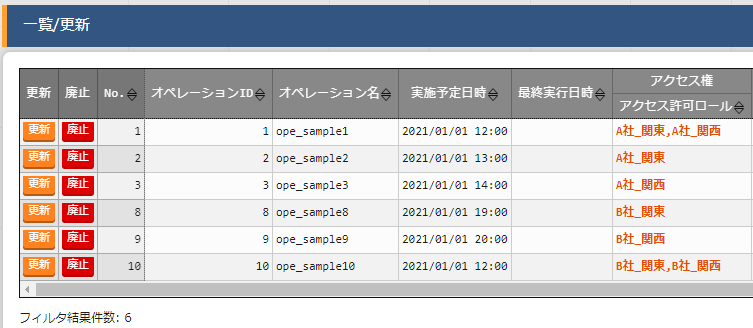 一覧/更新
更新 廃止 No. オペレーションID オペレーション名 実施予定日時 最終実行日時 アクセス権
アクセス許可ロール
更新 廃止 1 1 ope_sample1 2021/01/01 12:00 A社_関東,A社_関西
更新 廃止 2 2 ope_sample2 2021/01/01 13:00 A社_関東
更新 廃止 3 3 ope_sample3 2021/01/01 14:00 A社_関西
更新 廃止 8 8 ope_sample8 2021/01/01 19:00 B社_関東
更新 廃止 9 9 ope_sample9 2021/01/01 20:00 B社_関西
更新 廃止 10 10 ope_sample10 2021/01/01 12:00 B社_関東,B社_関西
フィルタ結果件数: 6